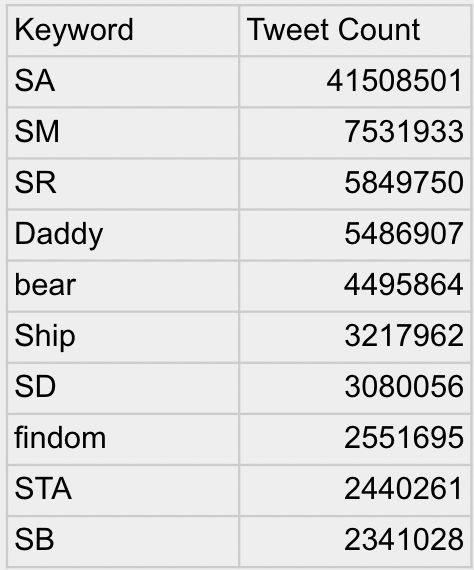 Keyword Tweet Count
SA 41508501
SM 7531933
SR 5849750
Daddy 5486907
bear 4495864
Ship 3217962
SD 3080056
findom 2551695
STA 2440261
SB 2341028